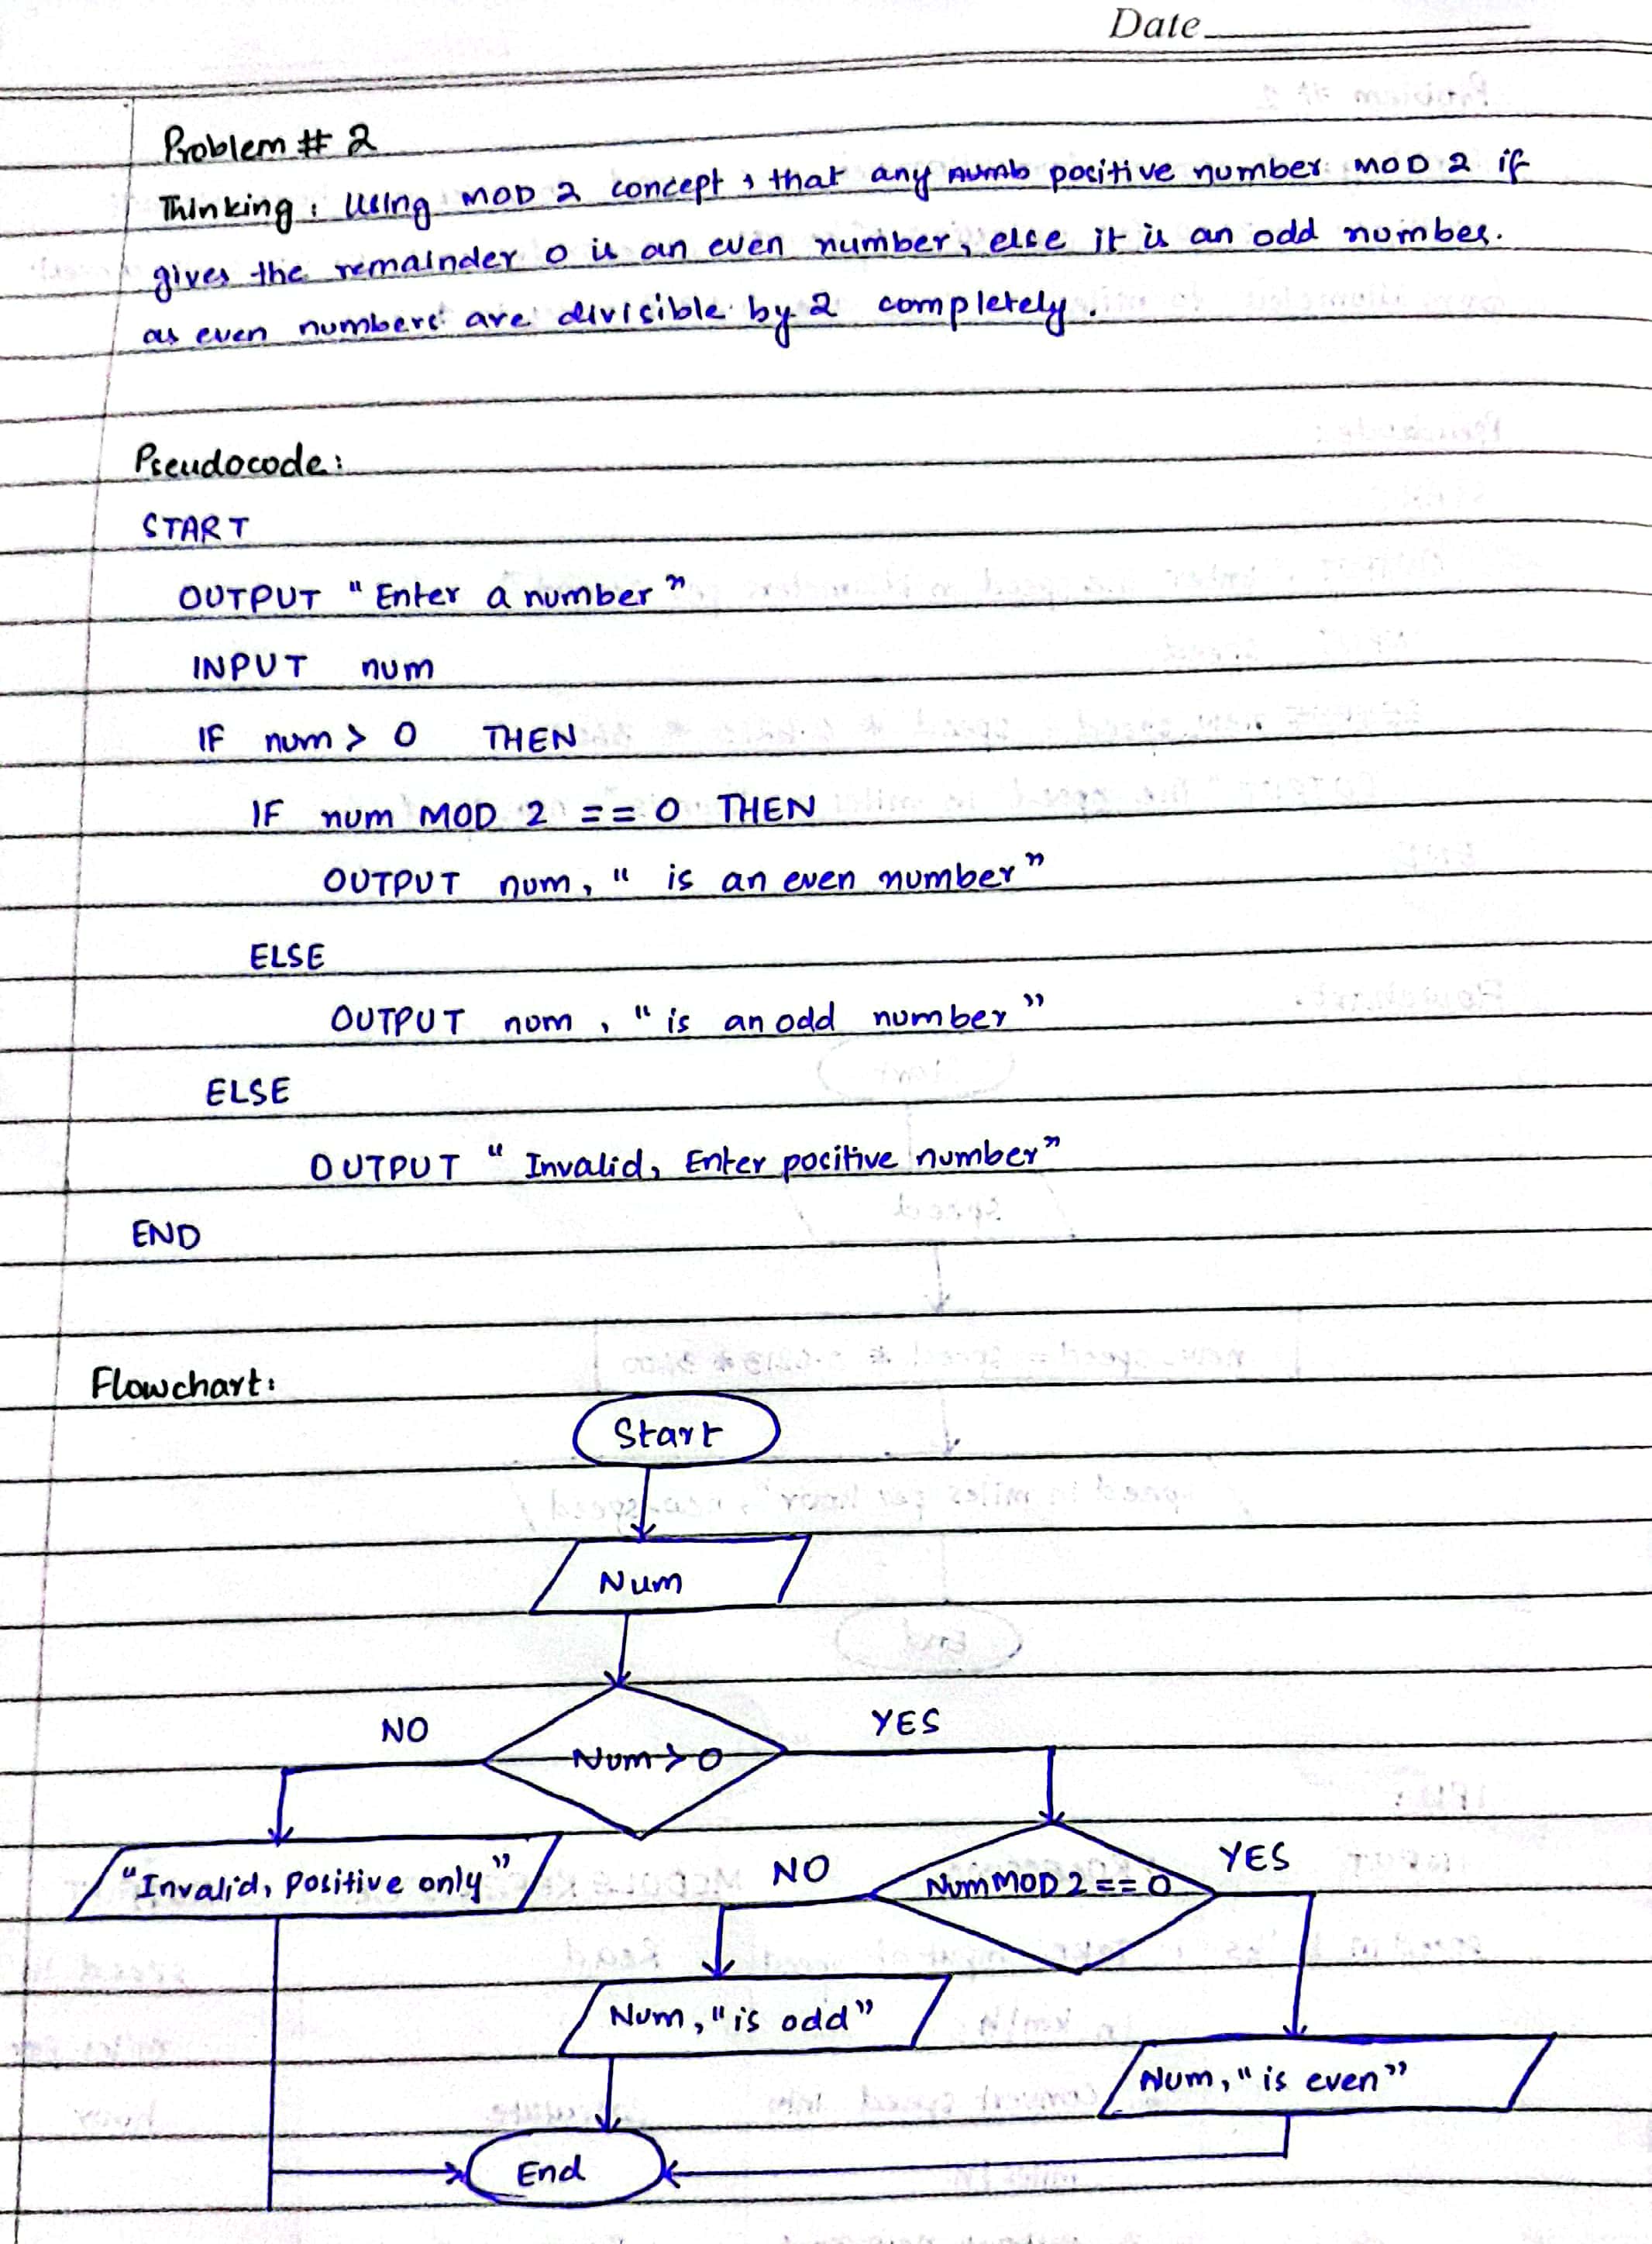 Date
Problem # 2
Thinking: Using MOD 2 concept, that any numb positive number MOD 2 if
gives the remainder 0 is an even number, else it is an odd number.
as even numbers are divisible by 2 completely.
Pseudocode:
START
OUTPUT "Enter a number"
INPUT num
IF num > 0 THEN
IF num MOD 2 == 0 THEN
OUTPUT num, " is an even number"
ELSE
OUTPUT num, "is an odd number"
ELSE
OUTPUT "Invalid, Enter positive number"
END
Flowchart:
Start
Num
NO
Num > 0
YES
"Invalid, Positive only"
NO
Num MOD 2 == 0
YES
Num, "is odd"
Num, "is even"
End